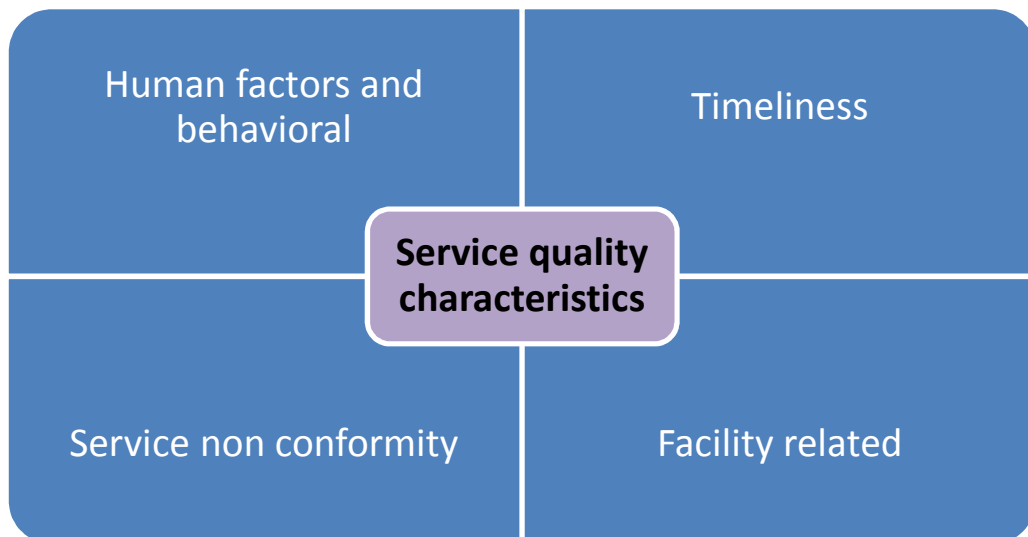 Human factors and
behavioral
Timeliness
Service quality
characteristics
Service non conformity
Facility related